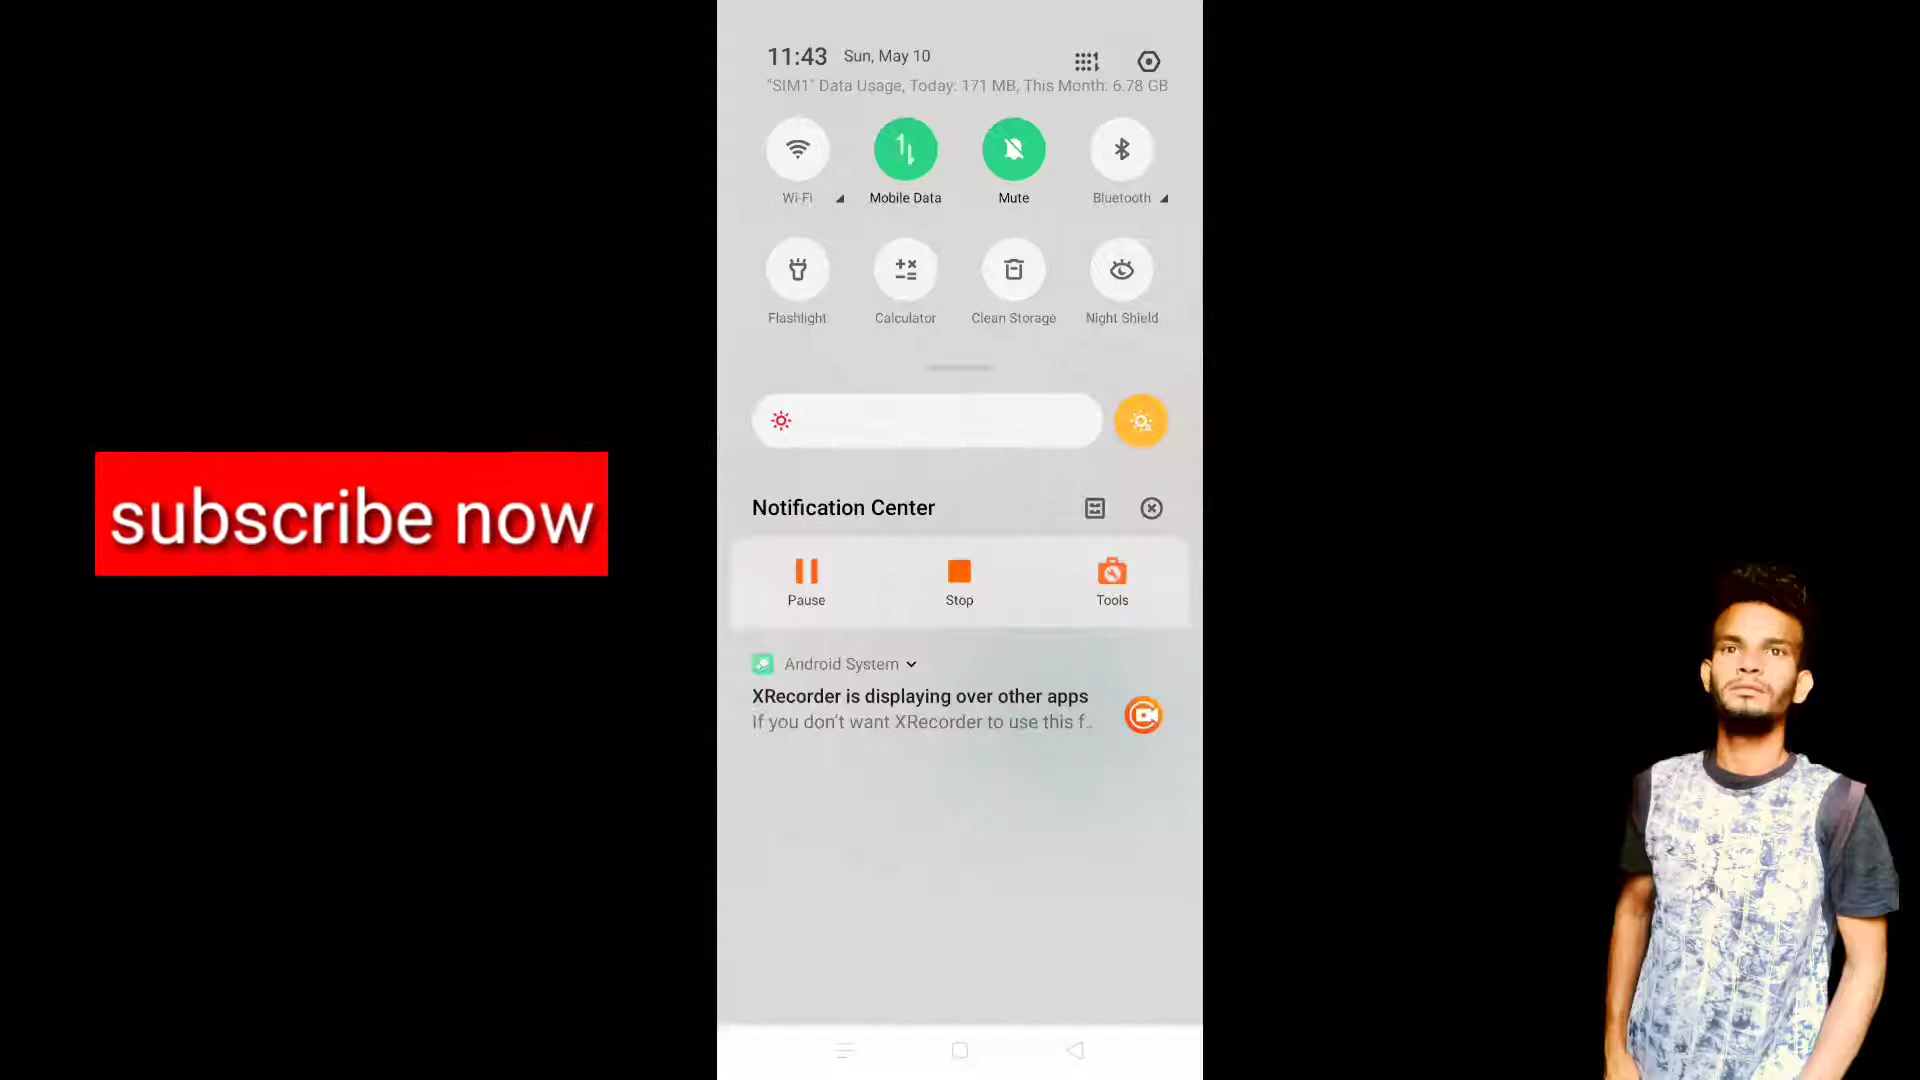 11:43 Sun, May 10
"SIM1" Data Usage, Today: 171 MB, This Month: 6.78 GB
Wi-Fi Mobile Data Mute Bluetooth
Flashlight Calculator Clean Storage Night Shield
subscribe now
Notification Center
Pause Stop Tools
Android System
XRecorder is displaying over other apps
If you don't want XRecorder to use this f..